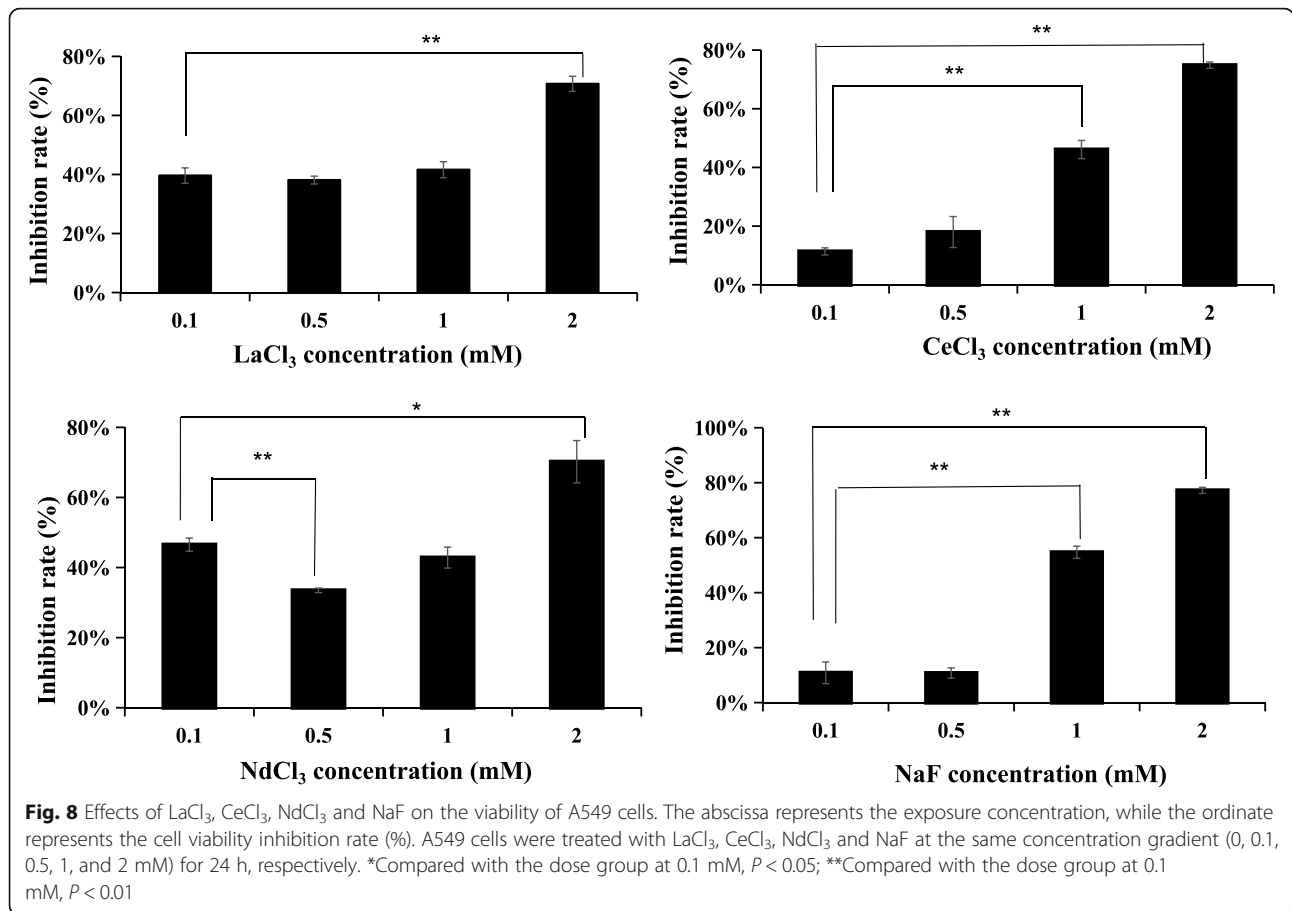 **
80%
60%
40%
20%
0%
Inhibition rate (%)
0.1 0.5 1 2
LaCl₃ concentration (mM)
**
**
80%
60%
40%
20%
0%
Inhibition rate (%)
0.1 0.5 1 2
CeCl₃ concentration (mM)
*
**
80%
60%
40%
20%
0%
Inhibition rate (%)
0.1 0.5 1 2
NdCl₃ concentration (mM)
**
**
100%
80%
60%
40%
20%
0%
Inhibition rate (%)
0.1 0.5 1 2
NaF concentration (mM)
Fig. 8 Effects of LaCl₃, CeCl₃, NdCl₃ and NaF on the viability of A549 cells. The abscissa represents the exposure concentration, while the ordinate
represents the cell viability inhibition rate (%). A549 cells were treated with LaCl₃, CeCl₃, NdCl₃ and NaF at the same concentration gradient (0, 0.1,
0.5, 1, and 2 mM) for 24 h, respectively. *Compared with the dose group at 0.1 mM, P < 0.05; **Compared with the dose group at 0.1
mM, P < 0.01